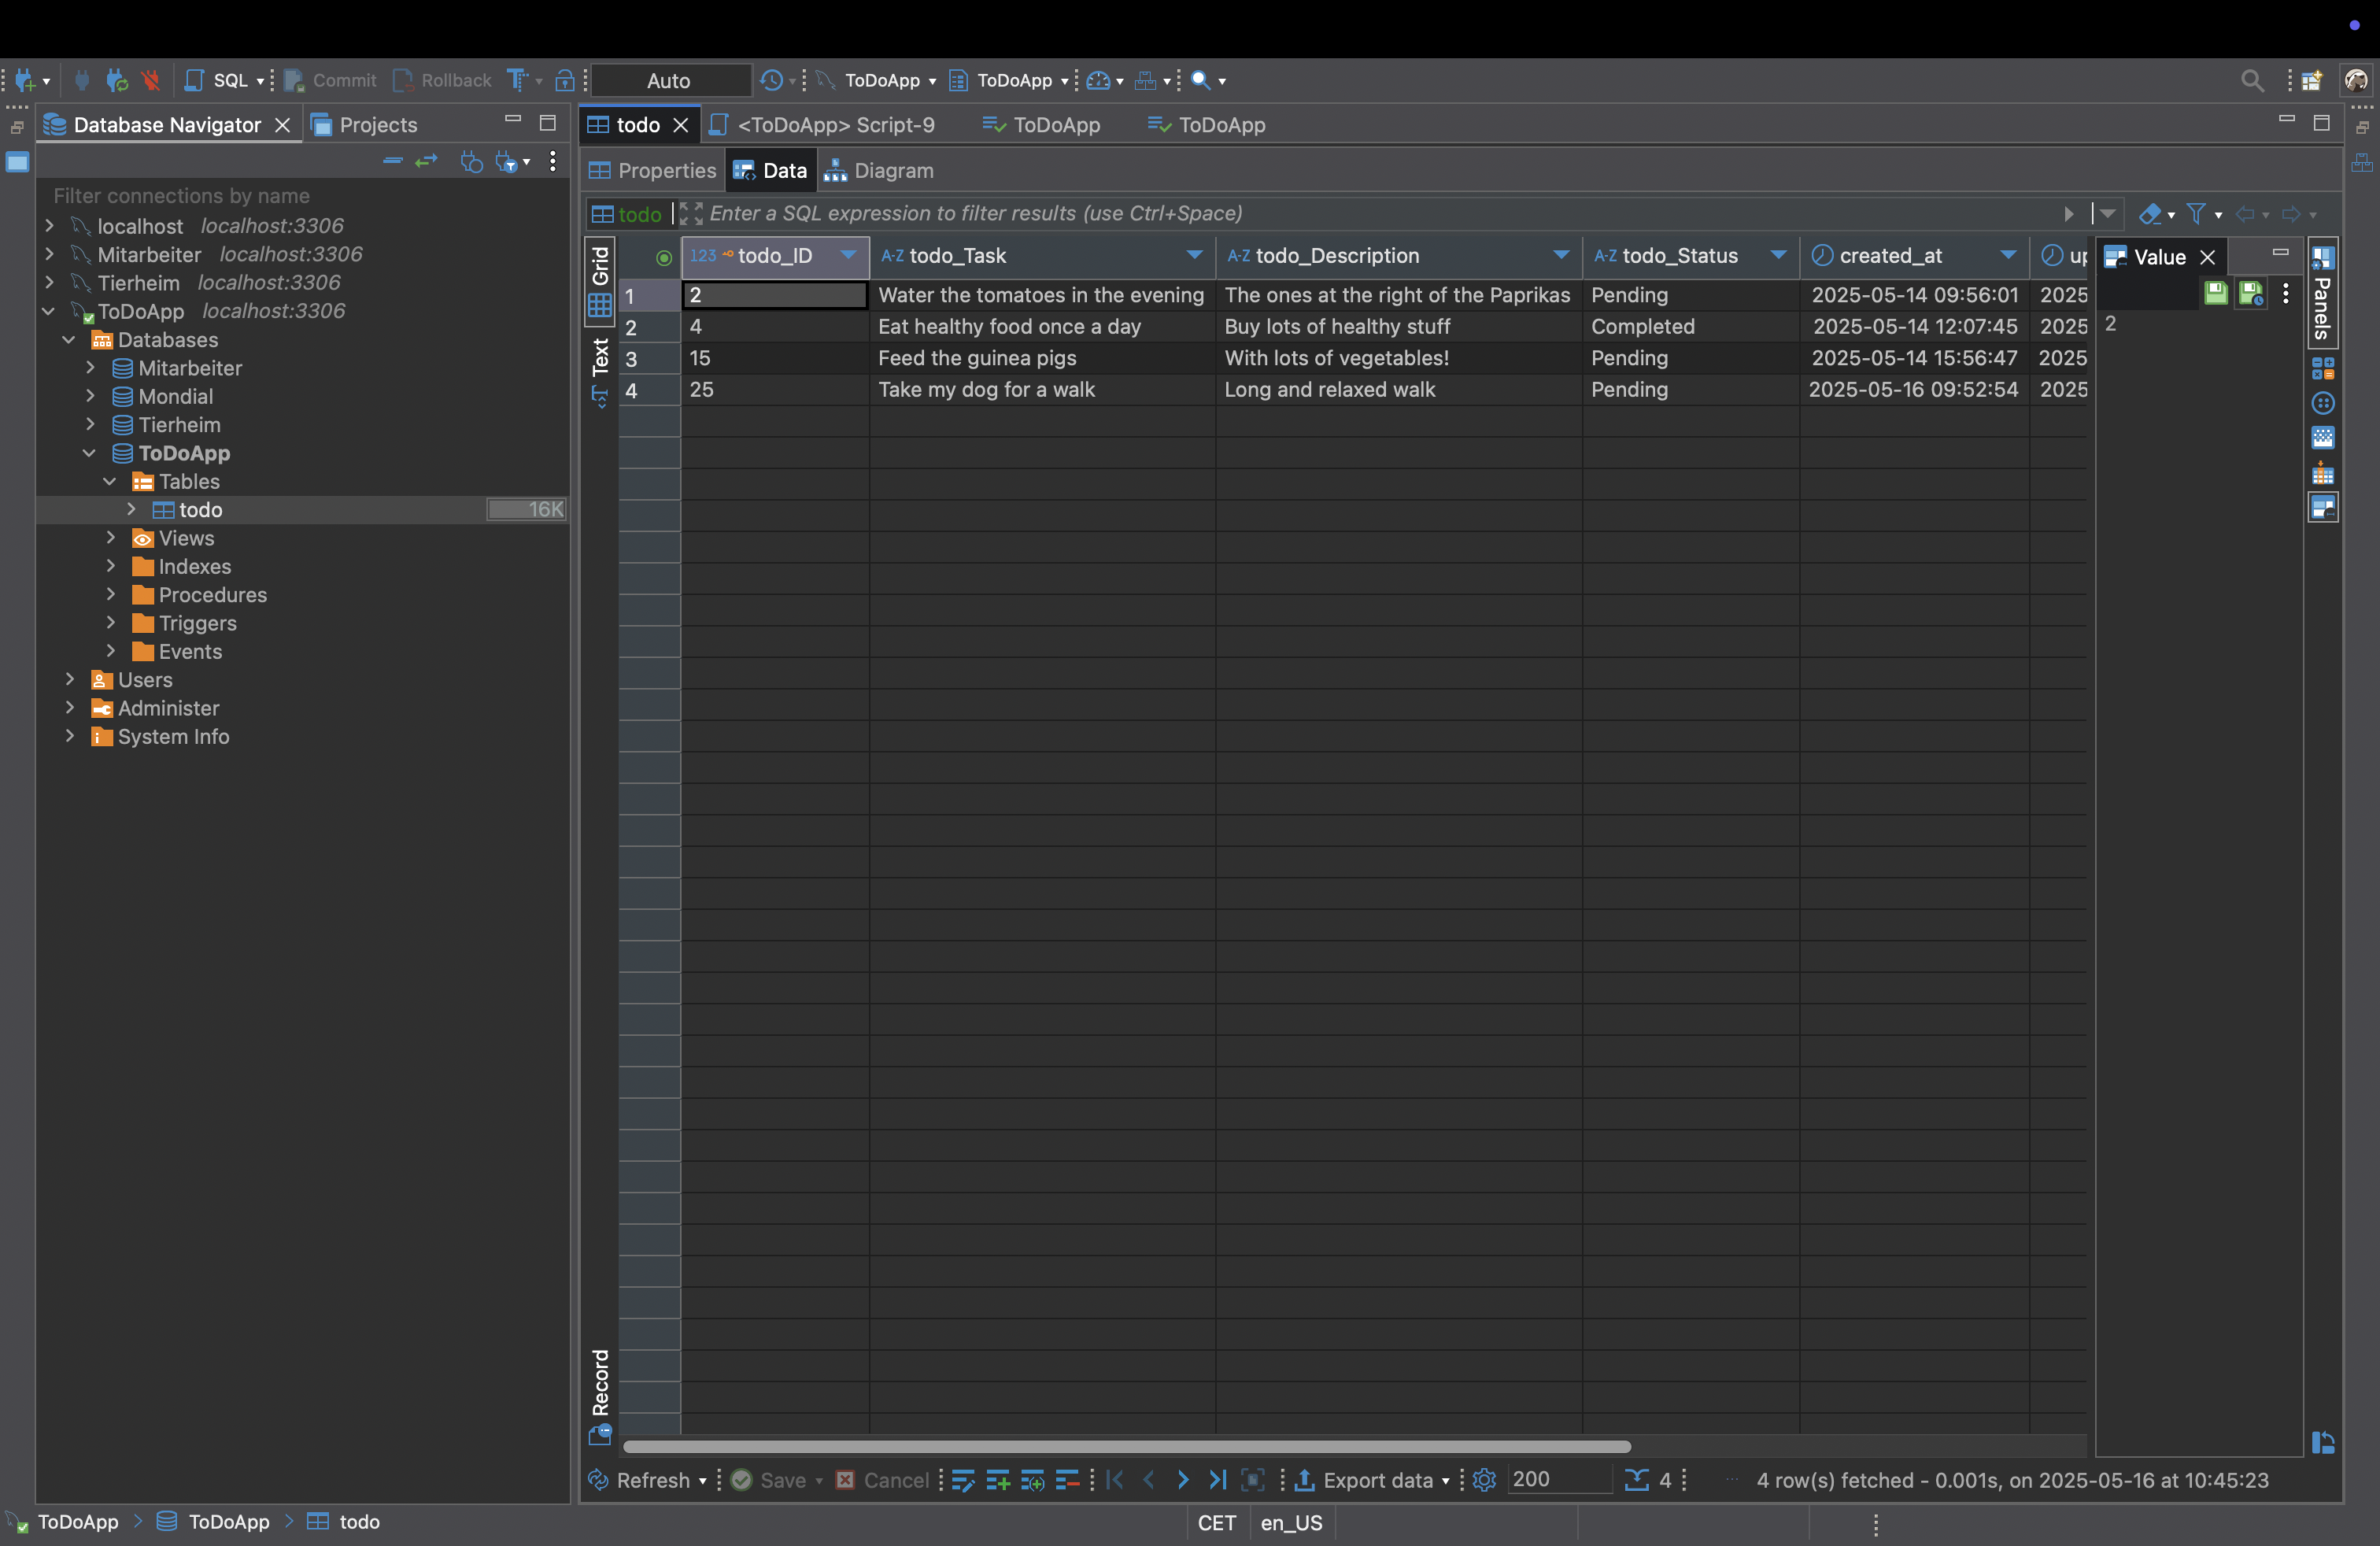 SQL Commit Rollback Auto ToDoApp ToDoApp
Database Navigator Projects
Filter connections by name
localhost localhost:3306
Mitarbeiter localhost:3306
Tierheim localhost:3306
ToDoApp localhost:3306
Databases
Mitarbeiter
Mondial
Tierheim
ToDoApp
Tables
todo 16K
Views
Indexes
Procedures
Triggers
Events
Users
Administer
System Info
todo <ToDoApp> Script-9 ToDoApp ToDoApp
Properties Data Diagram
todo Enter a SQL expression to filter results (use Ctrl+Space)
Grid
Text
Record
123 todo_ID A-Z todo_Task A-Z todo_Description A-Z todo_Status created_at up
1 2 Water the tomatoes in the evening The ones at the right of the Paprikas Pending 2025-05-14 09:56:01 2025
2 4 Eat healthy food once a day Buy lots of healthy stuff Completed 2025-05-14 12:07:45 2025
3 15 Feed the guinea pigs With lots of vegetables! Pending 2025-05-14 15:56:47 2025
4 25 Take my dog for a walk Long and relaxed walk Pending 2025-05-16 09:52:54 2025
Value
2
Panels
Refresh Save Cancel Export data 200 4 4 row(s) fetched - 0.001s, on 2025-05-16 at 10:45:23
ToDoApp ToDoApp todo CET en_US